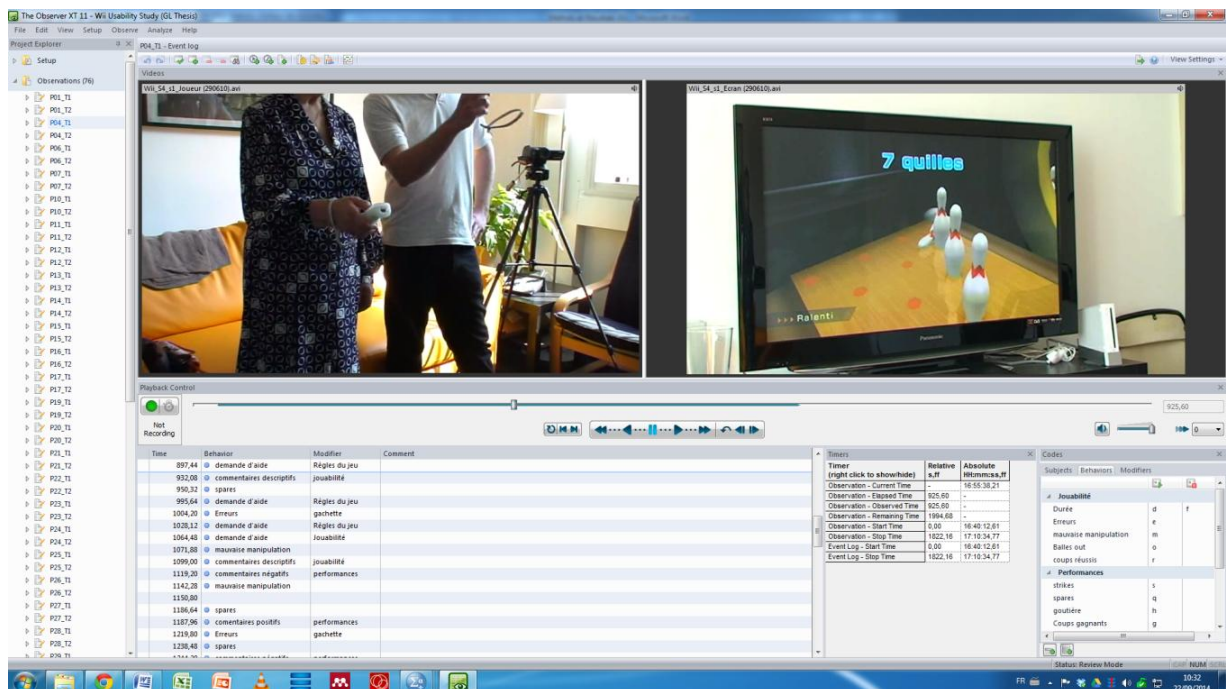 The Observer XT 11 - Wii Usability Study (GL Thesis)
File Edit View Setup Observe Analyze Help
Project Explorer
P04_T1 - Event log
View Settings
Setup
Observations (76)
P01_T1
P01_T2
P04_T1
P04_T2
P06_T1
P06_T2
P07_T1
P07_T2
P10_T1
P10_T2
P11_T1
P11_T2
P12_T1
P12_T2
P13_T1
P13_T2
P14_T1
P14_T2
P15_T1
P15_T2
P16_T1
P16_T2
P17_T1
P17_T2
P19_T1
P19_T2
P20_T1
P20_T2
P21_T1
P21_T2
P22_T1
P22_T2
P23_T1
P23_T2
P24_T1
P24_T2
P25_T1
P25_T2
P26_T1
P26_T2
P27_T1
P27_T2
P28_T1
P28_T2
P29_T1
Videos
Wii_S4_s1_Joueur (290610).avi
Wii_S4_s1_Ecran (290610).avi
7 quilles
>>> Ralenti
Panasonic
Playback Control
Not
Recording
925,60
0
Time Behavior Modifier Comment
897,44 demande d'aide Règles du jeu
932,08 commentaires descriptifs jouabilité
950,32 spares
995,64 demande d'aide Règles du jeu
1004,20 Erreurs gachette
1028,12 demande d'aide Règles du jeu
1064,48 demande d'aide Jouabilité
1071,88 mauvaise manipulation
1099,00 commentaires descriptifs jouabilité
1119,20 commentaires négatifs performances
1142,28 mauvaise manipulation
1150,80
1186,64 spares
1187,96 comentaires positifs performances
1219,80 Erreurs gachette
1238,48 spares
Timers
Timer Relative Absolute
(right click to show/hide) s,ff HH:mm:ss,ff
Observation - Current Time - 16:55:38,21
Observation - Elapsed Time 925,60 -
Observation - Observed Time 925,60 -
Observation - Remaining Time 1994,68 -
Observation - Start Time 0,00 16:40:12,61
Observation - Stop Time 1822,16 17:10:34,77
Event Log - Start Time 0,00 16:40:12,61
Event Log - Stop Time 1822,16 17:10:34,77
Codes
Subjects Behaviors Modifiers
Jouabilité
Durée d f
Erreurs e
mauvaise manipulation m
Balles out o
coups réussis r
Performances
strikes s
spares q
goutière h
Coups gagnants g
Status: Review Mode
CAP NUM
FR
10:32
22/09/2014